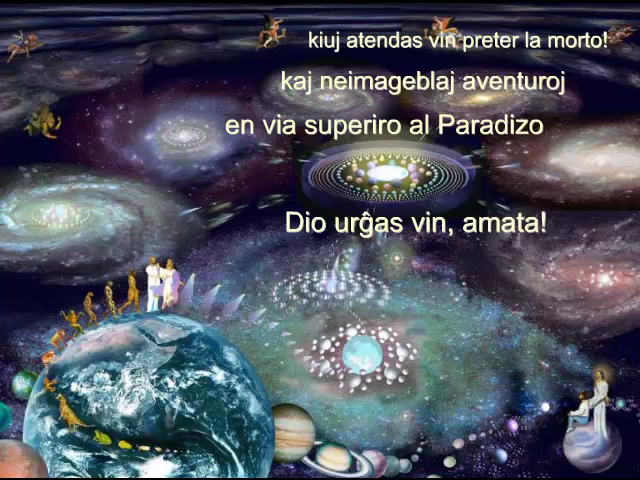 kiuj atendas vin preter la morto!
kaj neimageblaj aventuroj
en via superiro al Paradizo
Dio urĝas vin, amata!